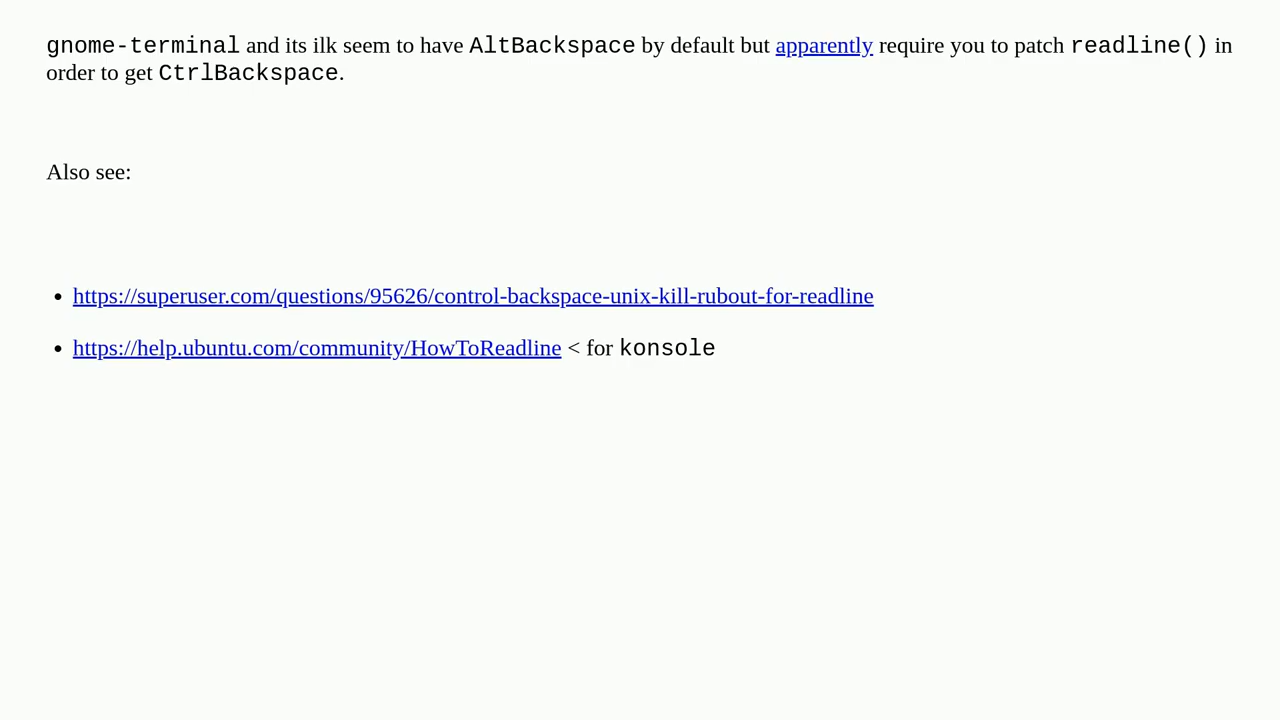 gnome-terminal and its ilk seem to have AltBackspace by default but apparently require you to patch readline() in
order to get CtrlBackspace.
Also see:
• https://superuser.com/questions/95626/control-backspace-unix-kill-rubout-for-readline
• https://help.ubuntu.com/community/HowToReadline < for konsole